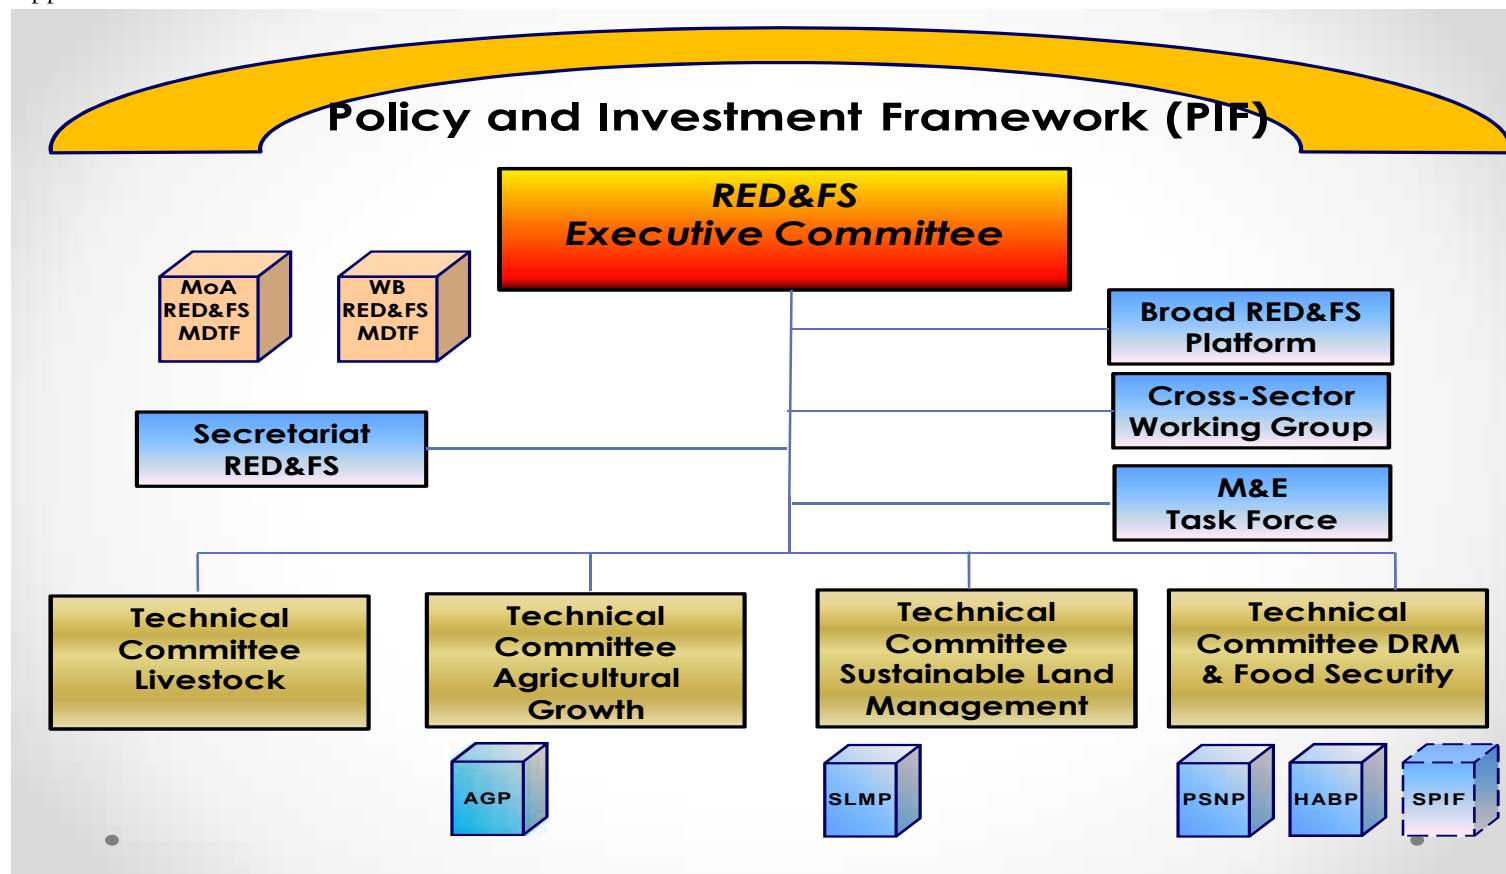 Policy and Investment Framework (PIF)
RED&FS
Executive Committee
MoA
RED&FS
MDTF
WB
RED&FS
MDTF
Broad RED&FS
Platform
Cross-Sector
Working Group
Secretariat
RED&FS
M&E
Task Force
Technical
Committee
Livestock
Technical
Committee
Agricultural
Growth
Technical
Committee
Sustainable Land
Management
Technical
Committee DRM
& Food Security
AGP
SLMP
PSNP
HABP
SPIF